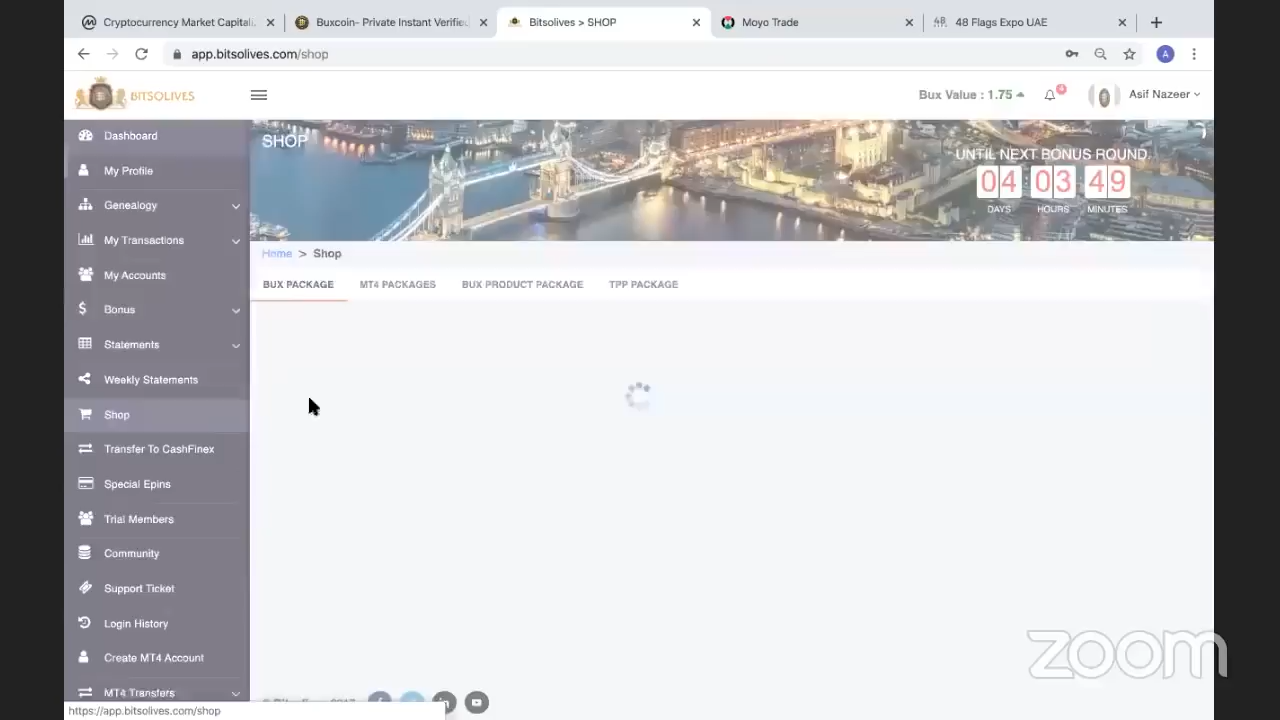 Cryptocurrency Market Capitali
Buxcoin- Private Instant Verified
Bitsolives > SHOP
Moyo Trade
48 Flags Expo UAE
app.bitsolives.com/shop
A
BITSOLIVES
Bux Value : 1.75
Asif Nazeer
Dashboard
My Profile
Genealogy
My Transactions
My Accounts
Bonus
Statements
Weekly Statements
Shop
Transfer To CashFinex
Special Epins
Trial Members
Community
Support Ticket
Login History
Create MT4 Account
MT4 Transfers
SHOP
UNTIL NEXT BONUS ROUND
04 03 49
DAYS HOURS MINUTES
Home > Shop
BUX PACKAGE MT4 PACKAGES BUX PRODUCT PACKAGE TPP PACKAGE
https://app.bitsolives.com/shop
zoom